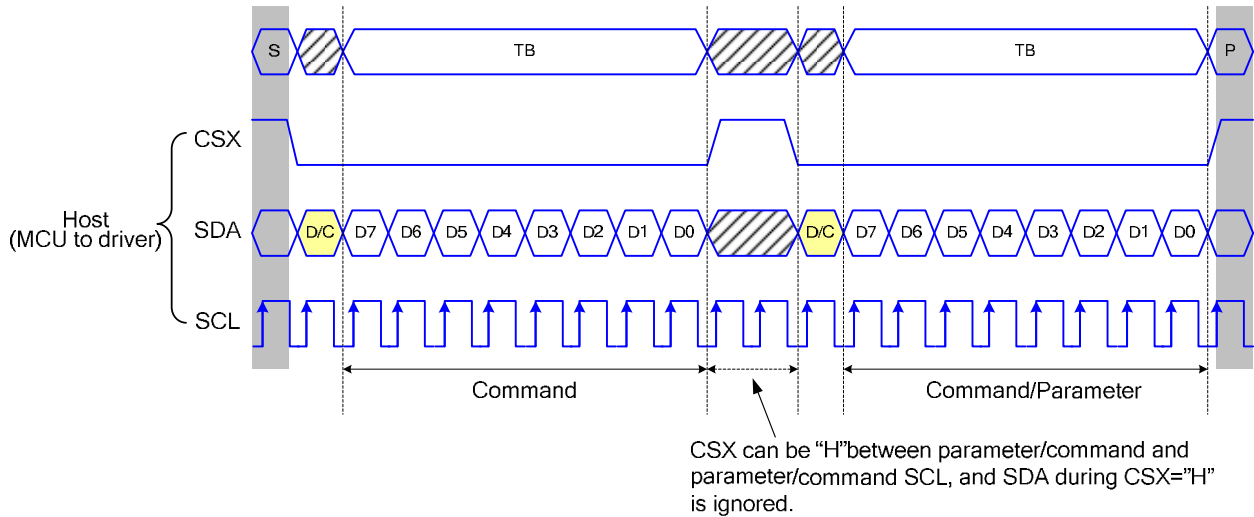 S TB TB P
CSX
Host
(MCU to driver)
SDA D/C D7 D6 D5 D4 D3 D2 D1 D0 D/C D7 D6 D5 D4 D3 D2 D1 D0
SCL
Command Command/Parameter
CSX can be “H”between parameter/command and
parameter/command SCL, and SDA during CSX=”H”
is ignored.